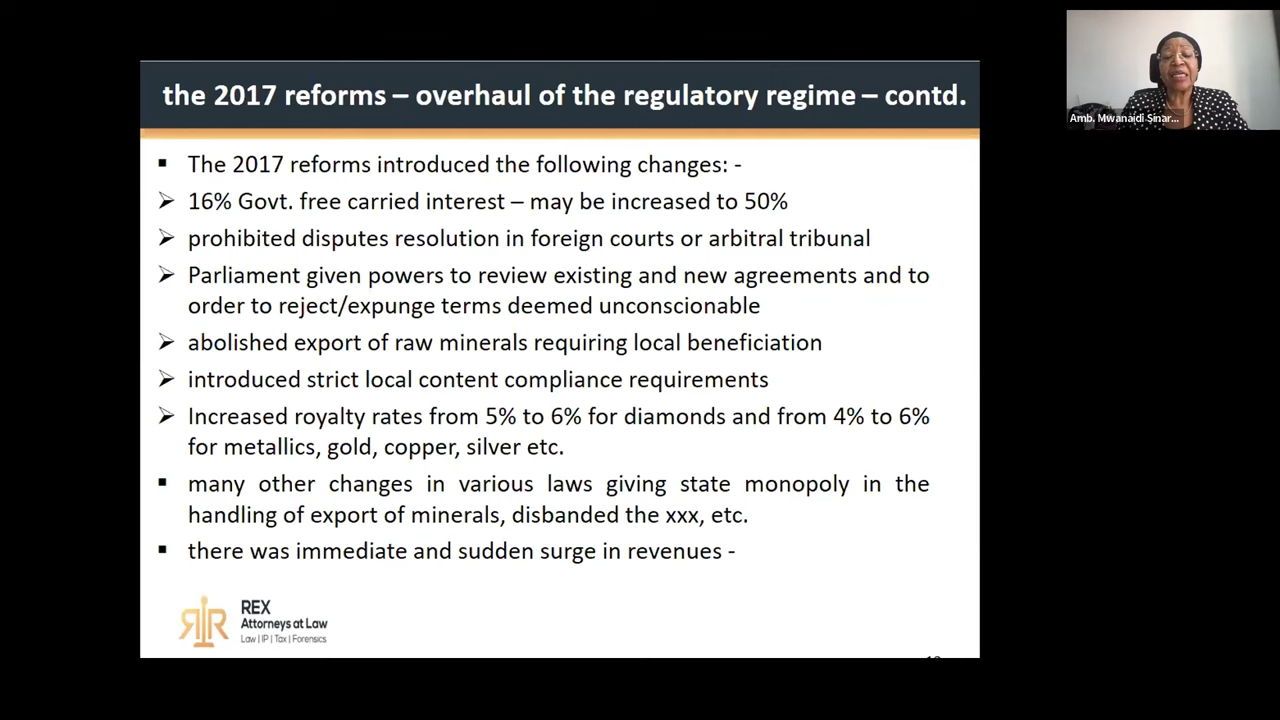 the 2017 reforms – overhaul of the regulatory regime – contd.
▪ The 2017 reforms introduced the following changes: -
➢ 16% Govt. free carried interest – may be increased to 50%
➢ prohibited disputes resolution in foreign courts or arbitral tribunal
➢ Parliament given powers to review existing and new agreements and to
order to reject/expunge terms deemed unconscionable
➢ abolished export of raw minerals requiring local beneficiation
➢ introduced strict local content compliance requirements
➢ Increased royalty rates from 5% to 6% for diamonds and from 4% to 6%
for metallics, gold, copper, silver etc.
▪ many other changes in various laws giving state monopoly in the
handling of export of minerals, disbanded the xxx, etc.
▪ there was immediate and sudden surge in revenues -
REX
Attorneys at Law
Law | IP | Tax | Forensics
Amb. Mwanaidi Sinar...